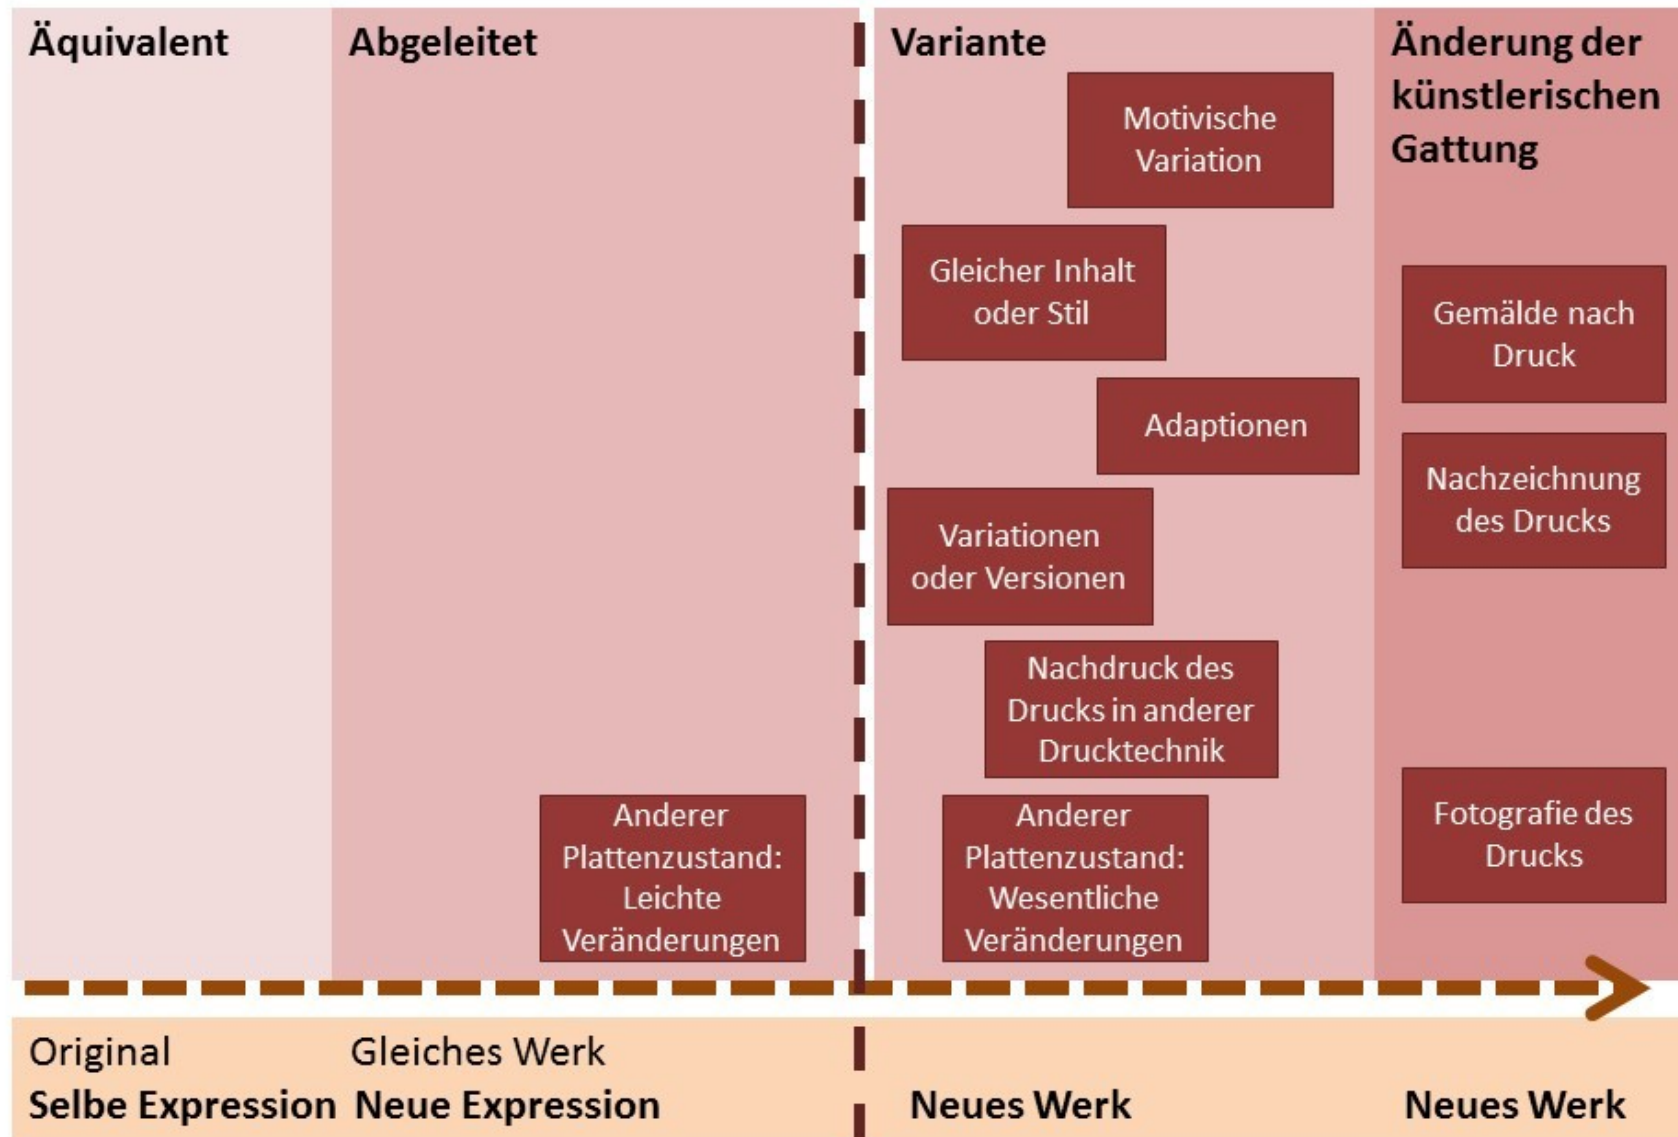 Äquivalent
Abgeleitet
Variante
Änderung der
künstlerischen
Gattung
Motivische
Variation
Gleicher Inhalt
oder Stil
Adaptionen
Variationen
oder Versionen
Nachdruck des
Drucks in anderer
Drucktechnik
Anderer
Plattenzustand:
Leichte
Veränderungen
Anderer
Plattenzustand:
Wesentliche
Veränderungen
Gemälde nach
Druck
Nachzeichnung
des Drucks
Fotografie des
Drucks
Original
Selbe Expression
Gleiches Werk
Neue Expression
Neues Werk
Neues Werk